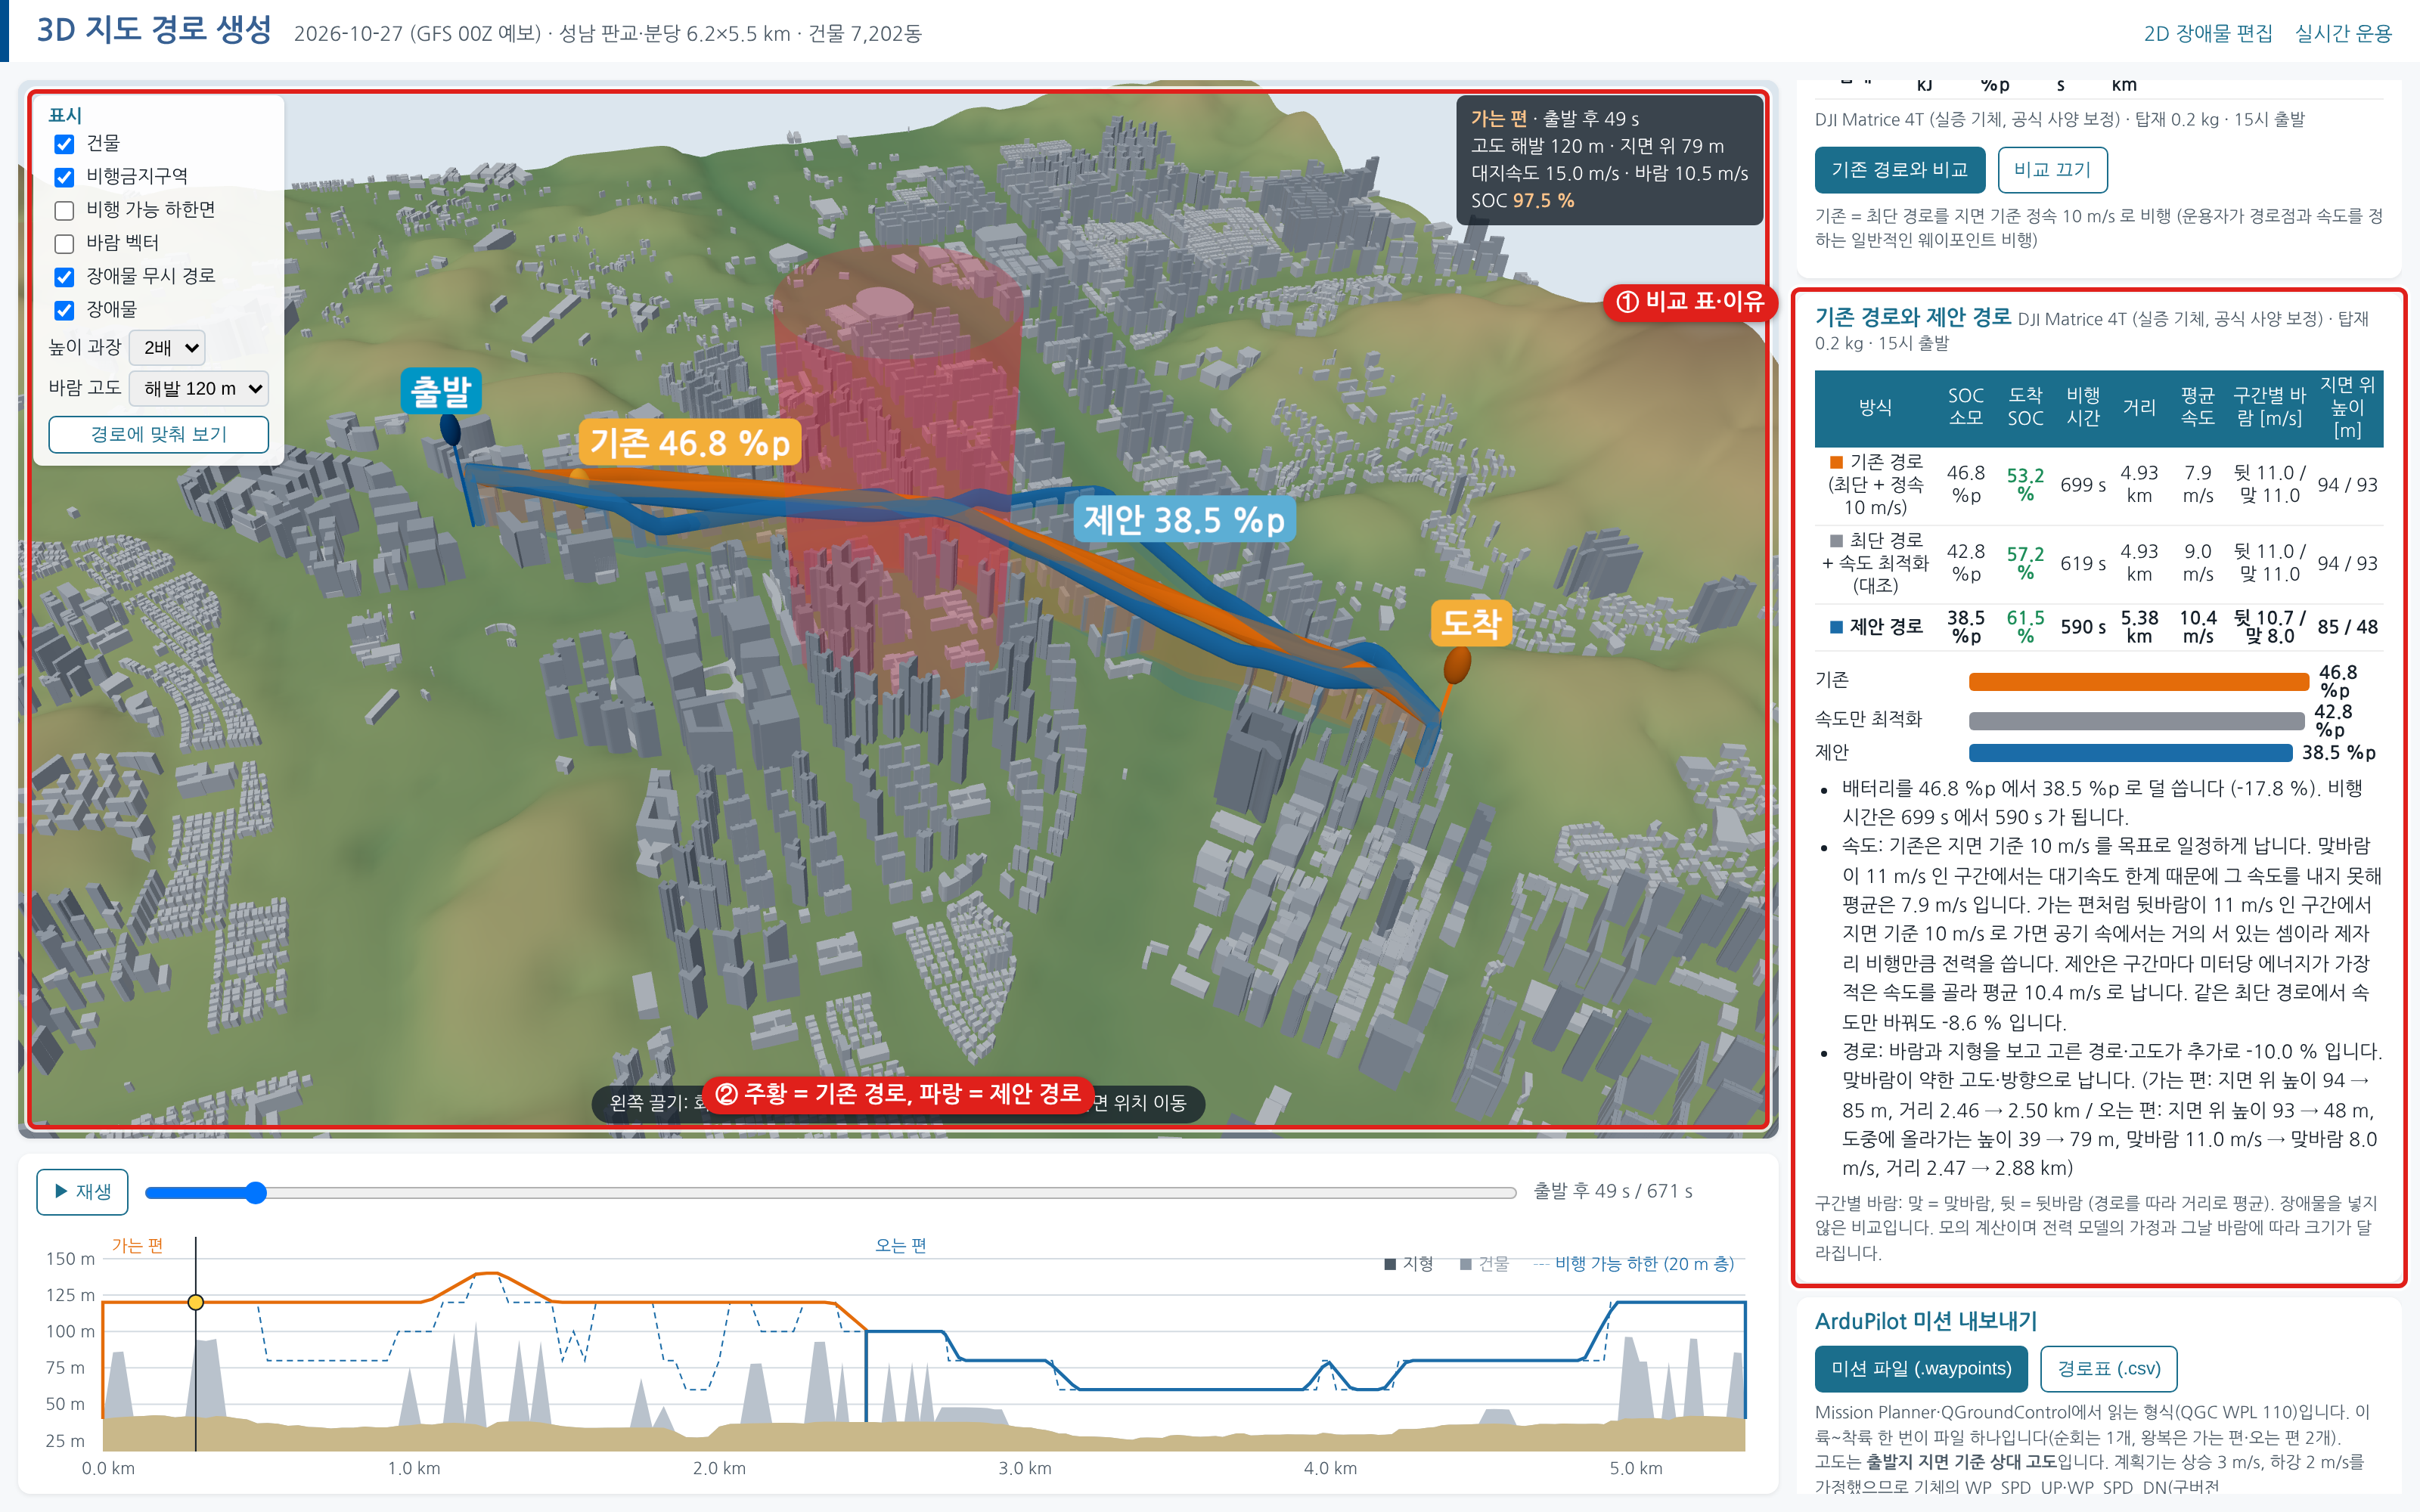 3D 지도 경로 생성 2026-10-27 (GFS 00Z 예보) · 성남 판교·분당 6.2×5.5 km · 건물 7,202동
2D 장애물 편집 실시간 운용
표시
건물
비행금지구역
비행 가능 하한면
바람 벡터
장애물 무시 경로
장애물
높이 과장 2배
바람 고도 해발 120 m
경로에 맞춰 보기
가는 편 · 출발 후 49 s
고도 해발 120 m · 지면 위 79 m
대지속도 15.0 m/s · 바람 10.5 m/s
SOC 97.5 %
출발
기존 46.8 %p
제안 38.5 %p
도착
① 비교 표·이유
왼쪽 끌기:
② 주황 = 기존 경로, 파랑 = 제안 경로
위치 이동
▶ 재생
출발 후 49 s / 671 s
가는 편
오는 편
■ 지형 ■ 건물 --- 비행 가능 하한 (20 m 층)
150 m
125 m
100 m
75 m
50 m
25 m
0.0 km 1.0 km 2.0 km 3.0 km 4.0 km 5.0 km
kJ %p s km
DJI Matrice 4T (실증 기체, 공식 사양 보정) · 탑재 0.2 kg · 15시 출발
기존 경로와 비교 비교 끄기
기존 = 최단 경로를 지면 기준 정속 10 m/s 로 비행 (운용자가 경로점과 속도를 정
하는 일반적인 웨이포인트 비행)
기존 경로와 제안 경로 DJI Matrice 4T (실증 기체, 공식 사양 보정) · 탑재
0.2 kg · 15시 출발
방식 SOC 소모 도착 SOC 비행 시간 거리 평균 속도 구간별 바람 [m/s] 지면 위 높이 [m]
■ 기존 경로 (최단 + 정속 10 m/s) 46.8 %p 53.2 % 699 s 4.93 km 7.9 m/s 뒷 11.0 / 맞 11.0 94 / 93
■ 최단 경로 + 속도 최적화 (대조) 42.8 %p 57.2 % 619 s 4.93 km 9.0 m/s 뒷 11.0 / 맞 11.0 94 / 93
■ 제안 경로 38.5 %p 61.5 % 590 s 5.38 km 10.4 m/s 뒷 10.7 / 맞 8.0 85 / 48
기존 46.8 %p
속도만 최적화 42.8 %p
제안 38.5 %p
• 배터리를 46.8 %p 에서 38.5 %p 로 덜 씁니다 (-17.8 %). 비행
시간은 699 s 에서 590 s 가 됩니다.
• 속도: 기존은 지면 기준 10 m/s 를 목표로 일정하게 납니다. 맞바람
이 11 m/s 인 구간에서는 대기속도 한계 때문에 그 속도를 내지 못해
평균은 7.9 m/s 입니다. 가는 편처럼 뒷바람이 11 m/s 인 구간에서
지면 기준 10 m/s 로 가면 공기 속에서는 거의 서 있는 셈이라 제자
리 비행만큼 전력을 씁니다. 제안은 구간마다 미터당 에너지가 가장
적은 속도를 골라 평균 10.4 m/s 로 납니다. 같은 최단 경로에서 속
도만 바꿔도 -8.6 % 입니다.
• 경로: 바람과 지형을 보고 고른 경로·고도가 추가로 -10.0 % 입니다.
맞바람이 약한 고도·방향으로 납니다. (가는 편: 지면 위 높이 94 →
85 m, 거리 2.46 → 2.50 km / 오는 편: 지면 위 높이 93 → 48 m,
도중에 올라가는 높이 39 → 79 m, 맞바람 11.0 m/s → 맞바람 8.0
m/s, 거리 2.47 → 2.88 km)
구간별 바람: 맞 = 맞바람, 뒷 = 뒷바람 (경로를 따라 거리로 평균). 장애물을 넣지
않은 비교입니다. 모의 계산이며 전력 모델의 가정과 그날 바람에 따라 크기가 달
라집니다.
ArduPilot 미션 내보내기
미션 파일 (.waypoints) 경로표 (.csv)
Mission Planner·QGroundControl에서 읽는 형식(QGC WPL 110)입니다. 이
륙~착륙 한 번이 파일 하나입니다(순회는 1개, 왕복은 가는 편·오는 편 2개).
고도는 출발지 지면 기준 상대 고도입니다. 계획기는 상승 3 m/s, 하강 2 m/s를
가정했으므로 기체의 WP_SPD_UP·WP_SPD_DN(구버전